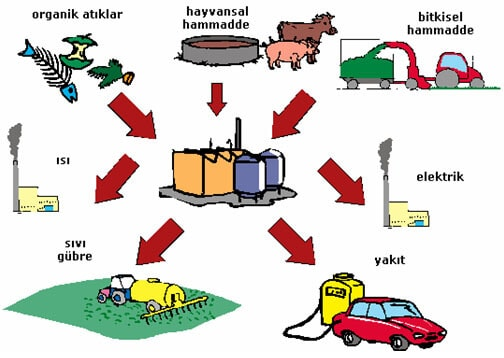 organik atıklar
hayvansal
hammadde
bitkisel
hammadde
ısı
elektrik
sıvı
gübre
yakıt